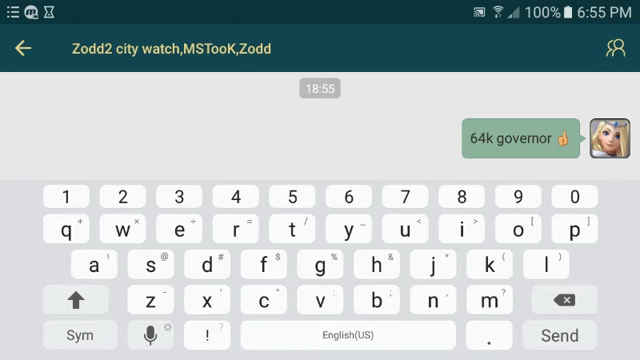 100% 6:55 PM
Zodd2 city watch,MSTooK,Zodd
18:55
64k governor 👍
1 2 3 4 5 6 7 8 9 0
q + w × e ÷ r = t / y _ u < i > o [ p ]
a ! s @ d # f $ g % h & j * k ( l )
z - x ' c " v : b ; n , m ?
Sym ! ? English(US) . Send